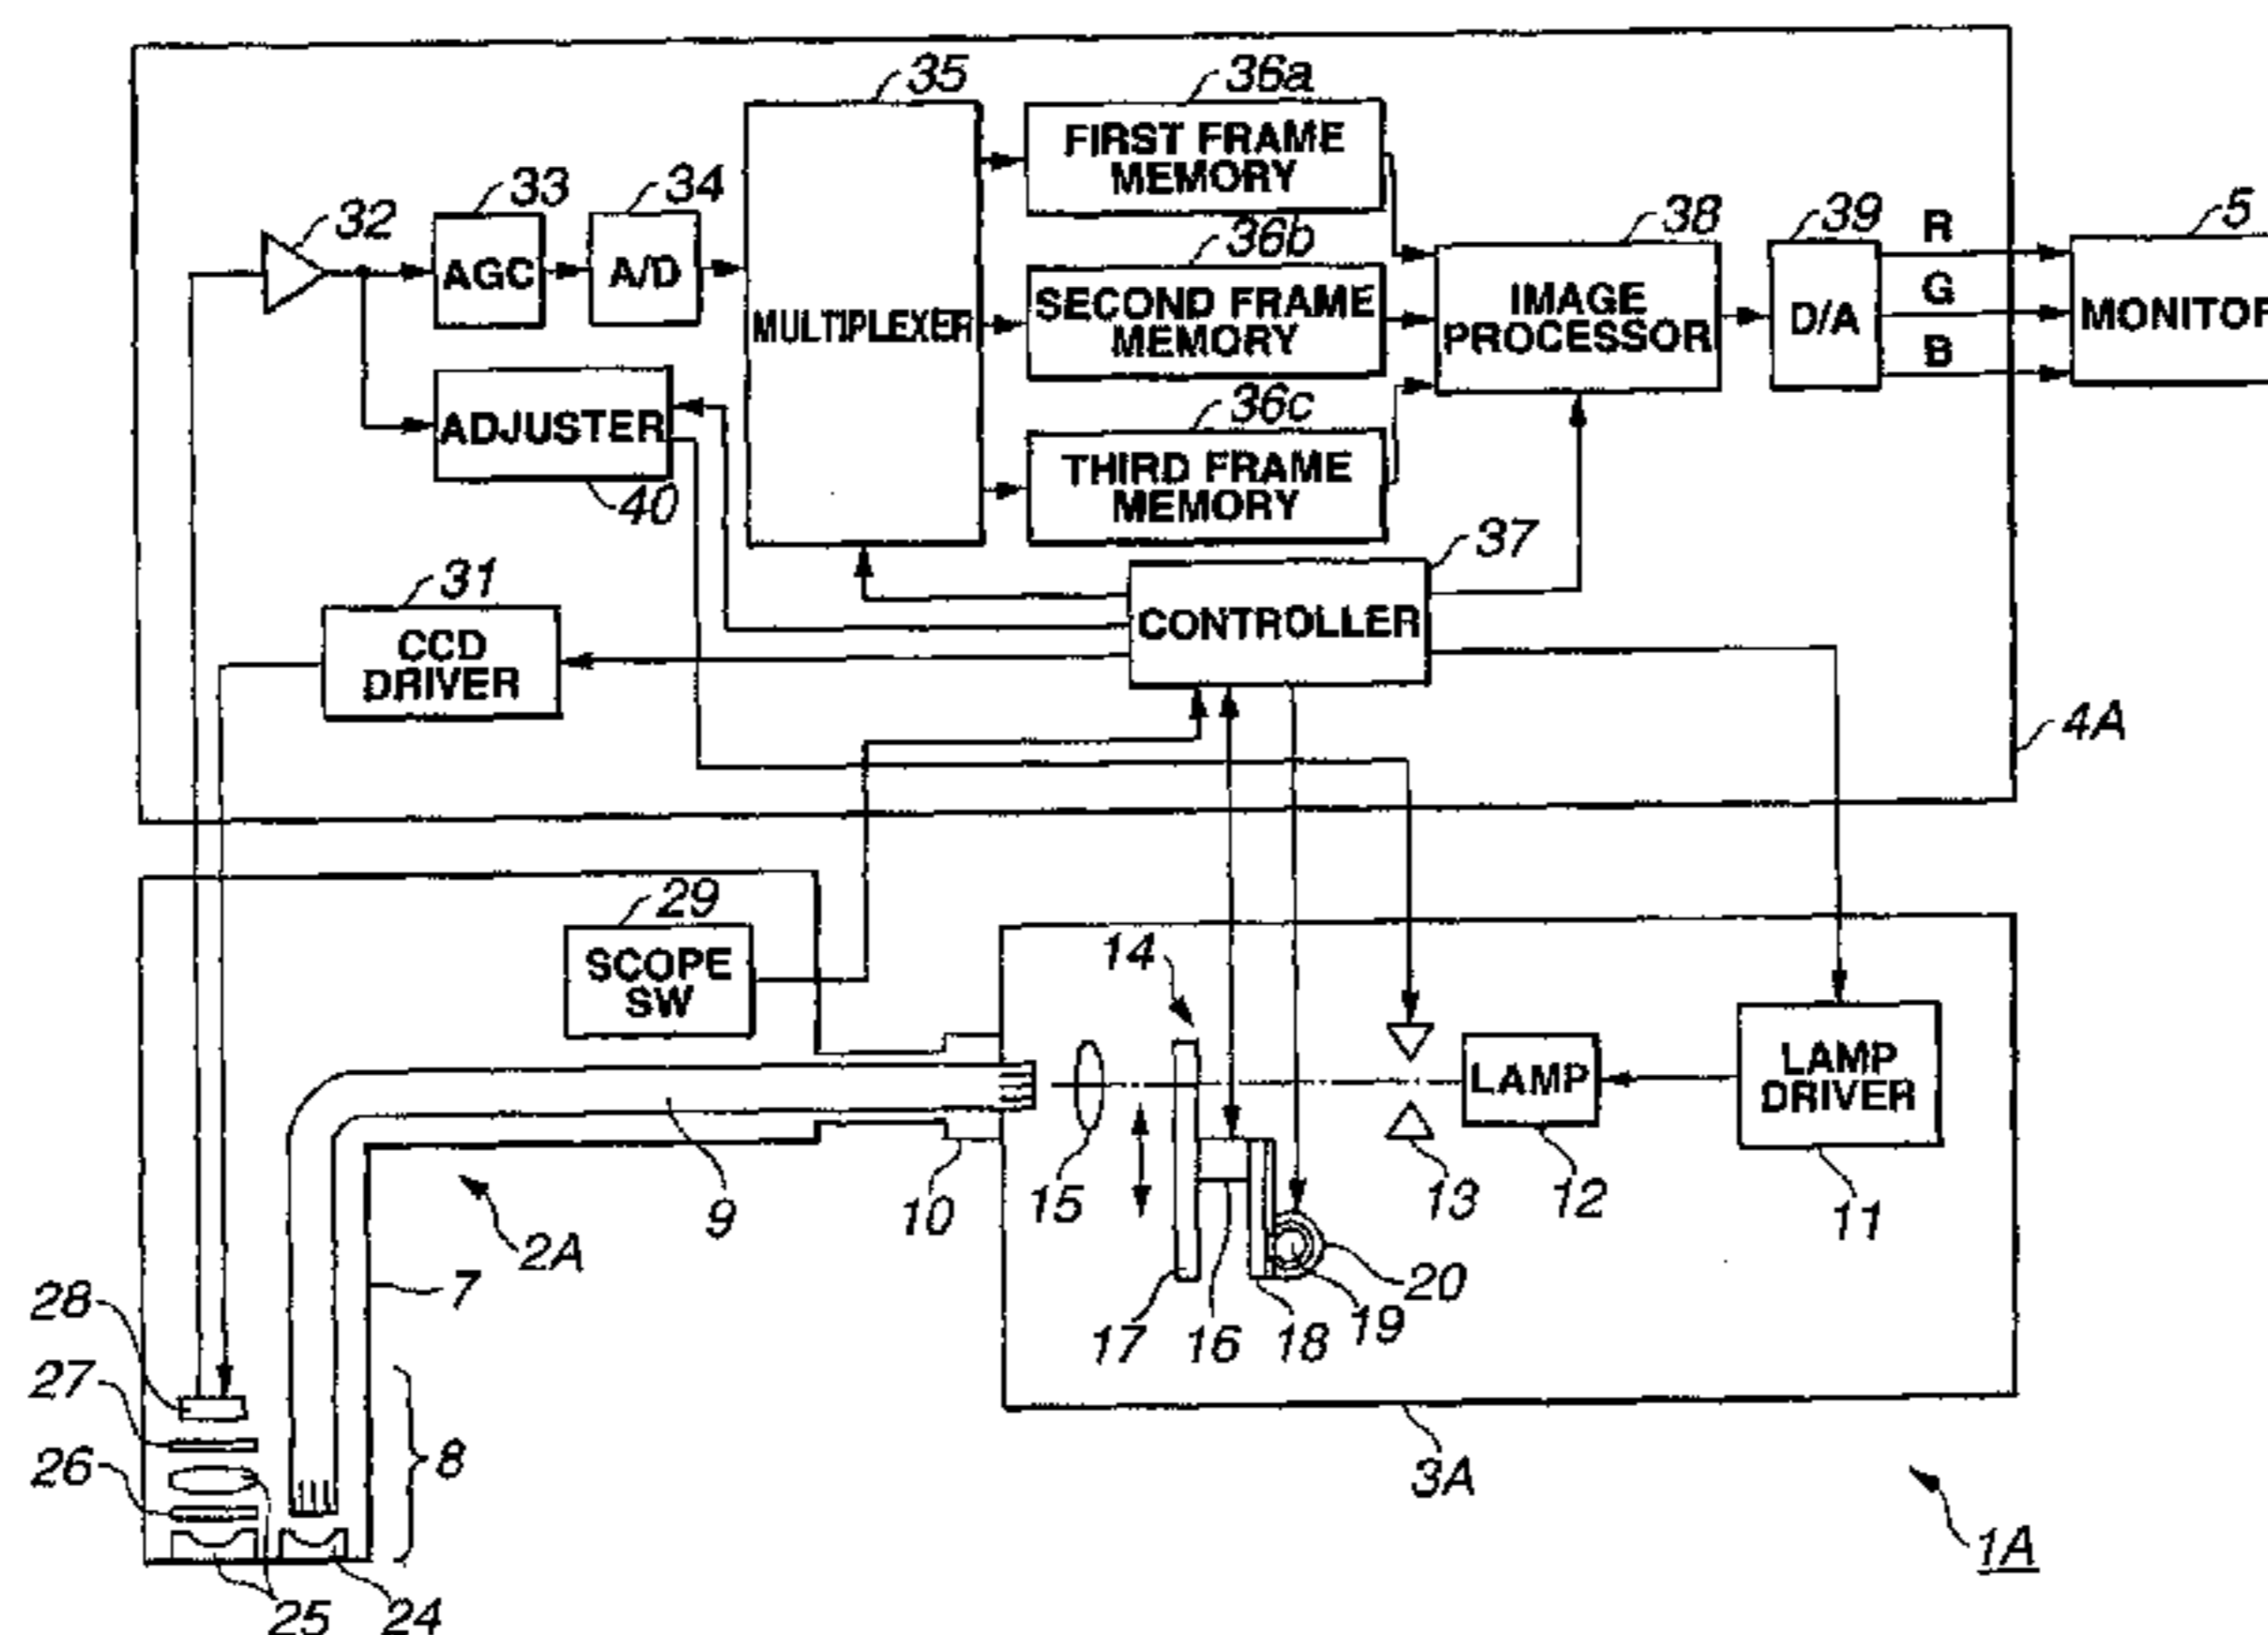 35
36a
FIRST FRAME
MEMORY
33
34
32
AGC
A/D
MULTIPLEXER
36b
SECOND FRAME
MEMORY
38
IMAGE
PROCESSOR
39
D/A
R
G
B
5
MONITOR
ADJUSTER
40
36c
THIRD FRAME
MEMORY
37
CONTROLLER
31
CCD
DRIVER
4A
29
SCOPE
SW
14
LAMP
LAMP
DRIVER
15
10
13
12
11
9
2A
7
20
19
17
16
18
28
27
26
8
3A
1A
25
24